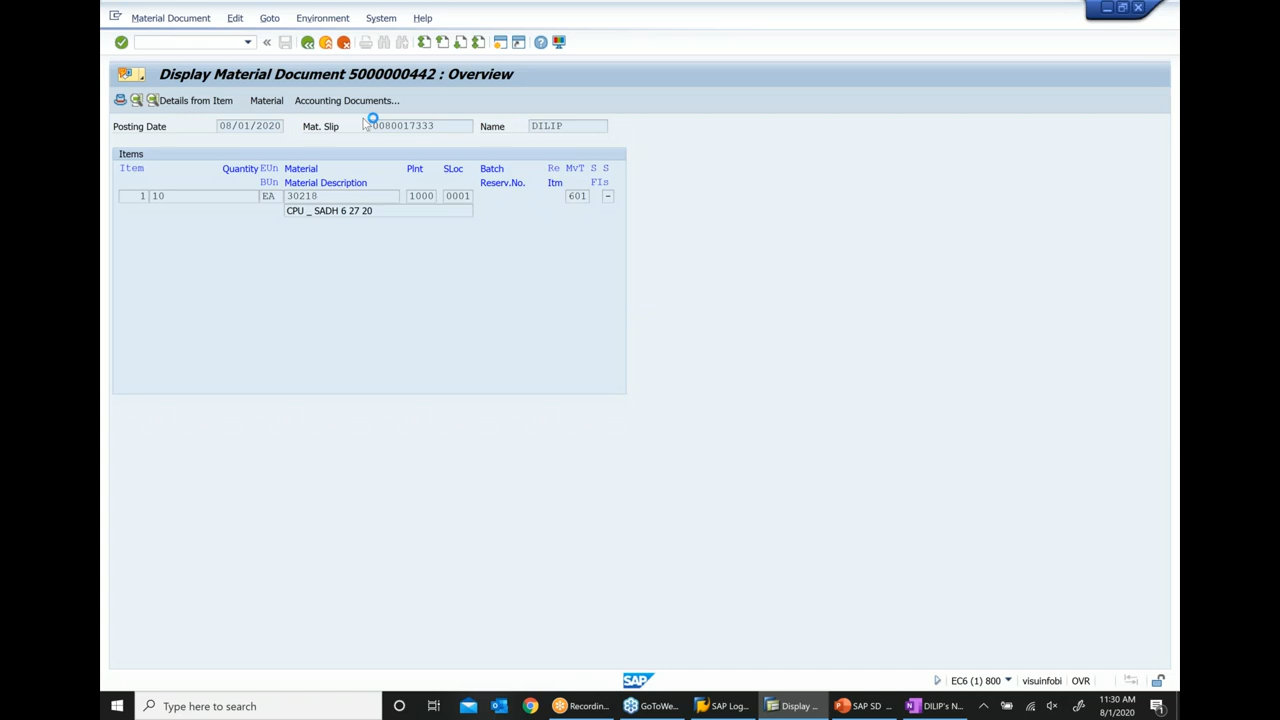 Material Document Edit Goto Environment System Help
Display Material Document 5000000442 : Overview
Details from Item Material Accounting Documents...
Posting Date 08/01/2020 Mat. Slip 0080017333 Name DILIP
Items
Item Quantity EUn Material Plnt SLoc Batch Re MvT S S
BUn Material Description Reserv.No. Itm FIs
1 10 EA 30218 1000 0001 601 -
CPU _ SADH 6 27 20
SAP EC6 (1) 800 visuinfobi OVR
Type here to search Recordin... GoToWe... SAP Log... Display ... SAP SD ... DILIP's N... 11:30 AM
8/1/2020